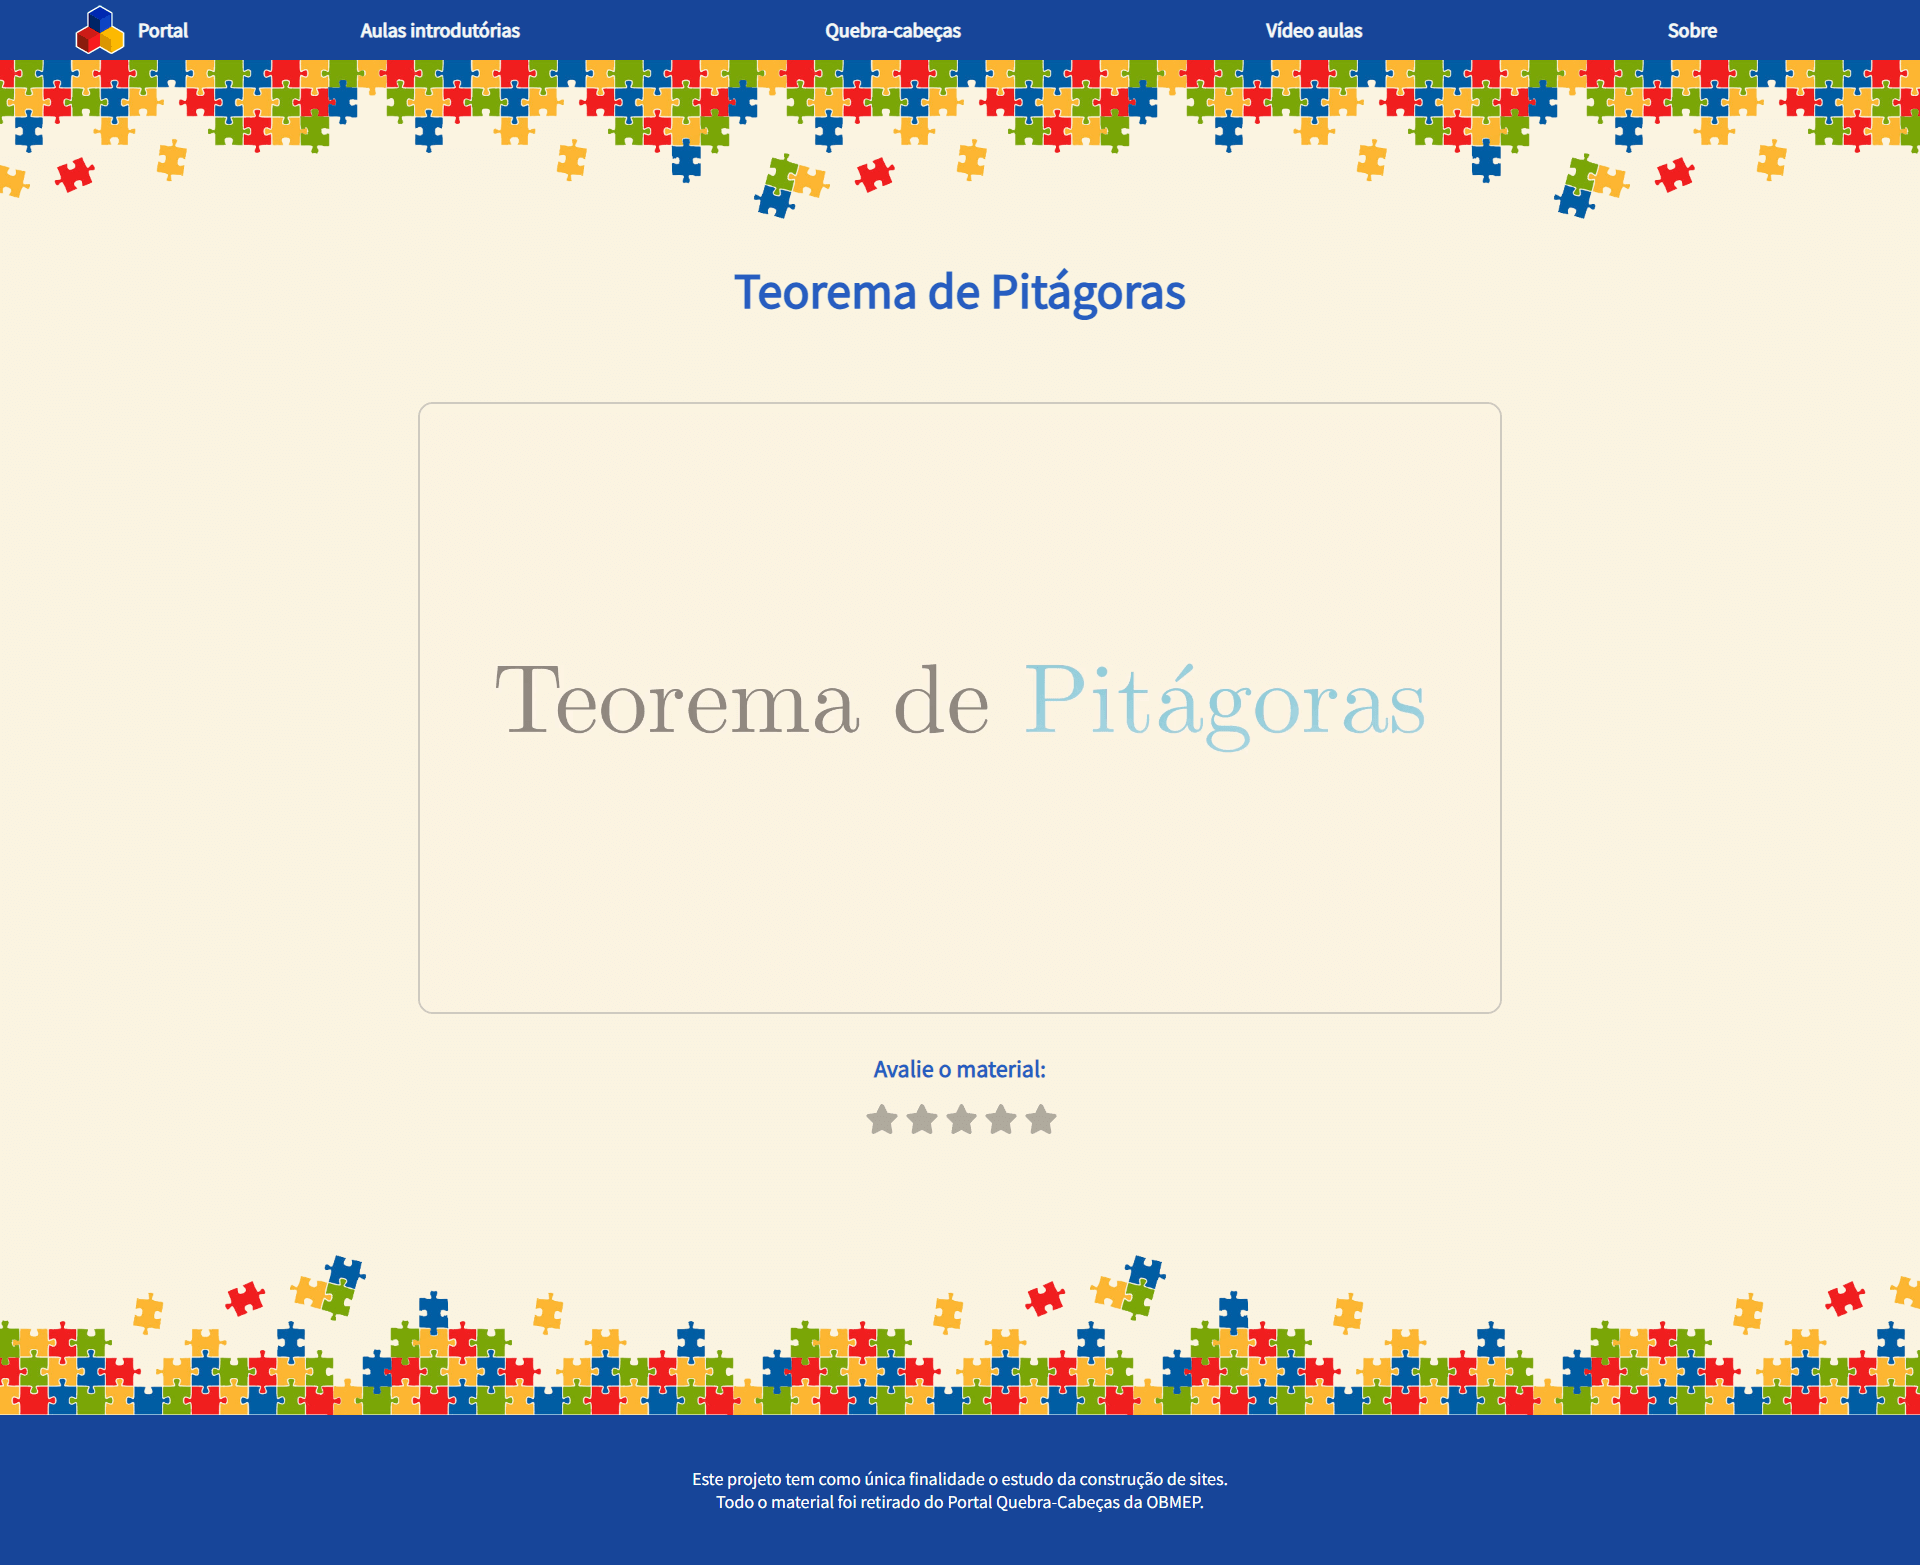 Portal
Aulas introdutórias
Quebra-cabeças
Vídeo aulas
Sobre
Teorema de Pitágoras
Teorema de Pitágoras
Avalie o material:
Este projeto tem como única finalidade o estudo da construção de sites.
Todo o material foi retirado do Portal Quebra-Cabeças da OBMEP.